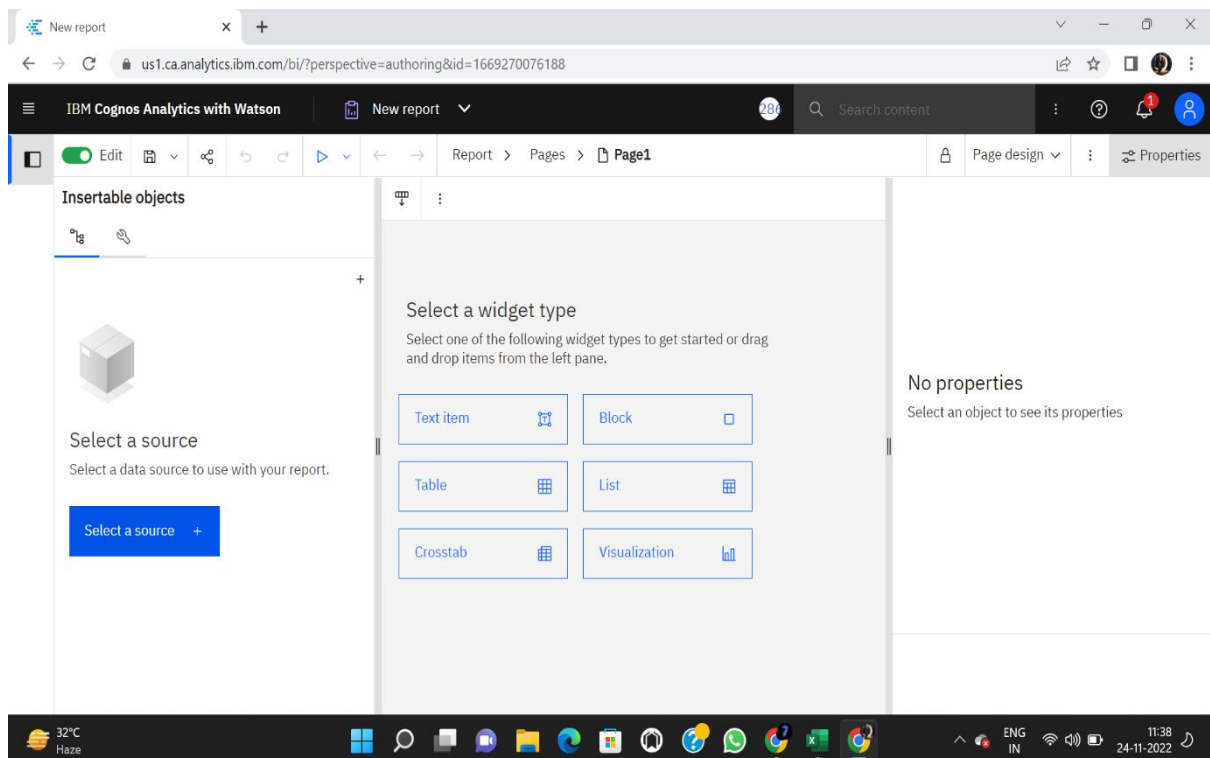 New report
us1.ca.analytics.ibm.com/bi/?perspective=authoring&id=1669270076188
IBM Cognos Analytics with Watson
New report
286
Search content
1
Edit
Report > Pages > Page1
Page design
Properties
Insertable objects
Select a source
Select a data source to use with your report.
Select a source +
Select a widget type
Select one of the following widget types to get started or drag
and drop items from the left pane.
Text item
Block
Table
List
Crosstab
Visualization
No properties
Select an object to see its properties
32°C
Haze
ENG
IN
11:38
24-11-2022